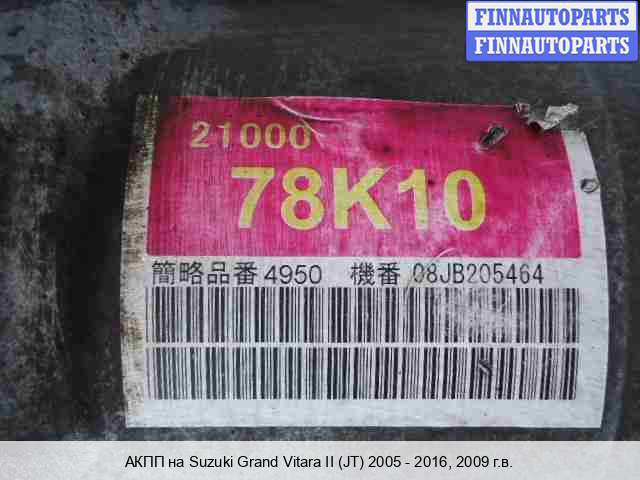 FINNAUTOPARTS
FINNAUTOPARTS
21000
78K10
簡略品番 4950 機番 08JB205464
АКПП на Suzuki Grand Vitara II (JT) 2005 - 2016, 2009 г.в.